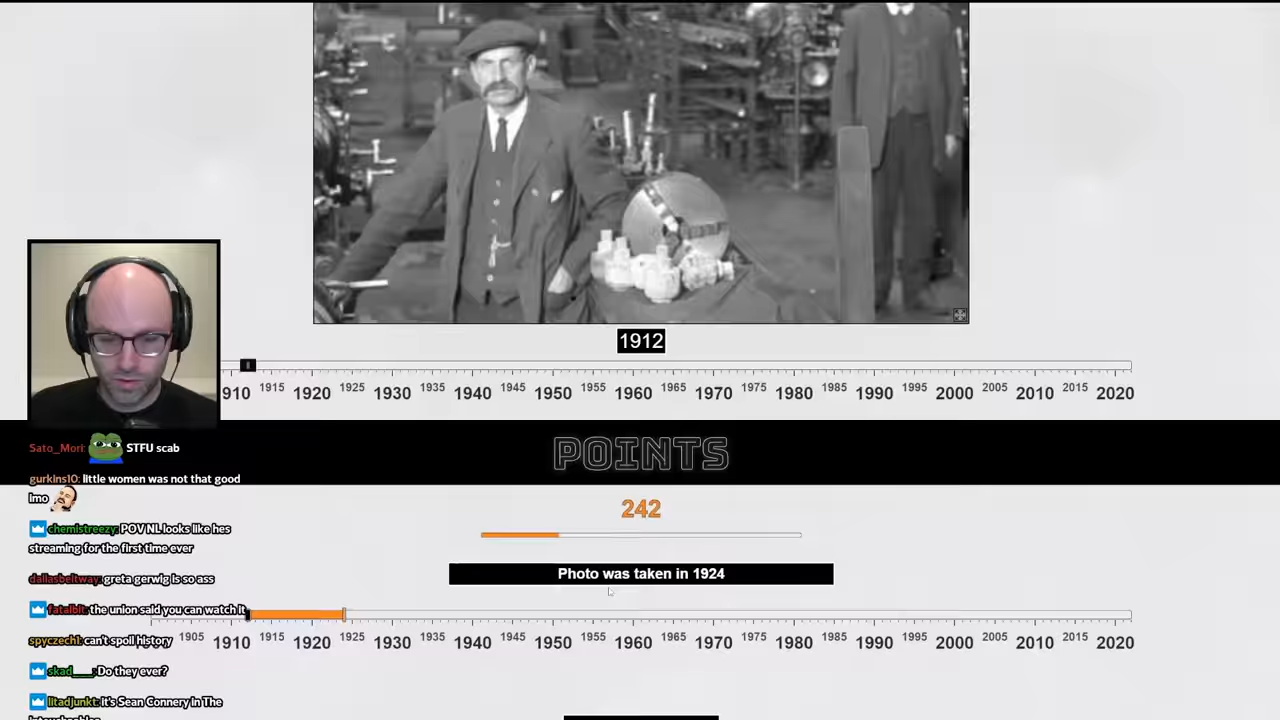 1912
910 1915 1920 1925 1930 1935 1940 1945 1950 1955 1960 1965 1970 1975 1980 1985 1990 1995 2000 2005 2010 2015 2020
POINTS
242
Photo was taken in 1924
1905 1910 1915 1920 1925 1930 1935 1940 1945 1950 1955 1960 1965 1970 1975 1980 1985 1990 1995 2000 2005 2010 2015 2020
Sato_Mori: STFU scab
gurkins10: little women was not that good
imo
chemistreezy: POV NL looks like hes
streaming for the first time ever
dallasbeltway: greta gerwig is so ass
fatalbit: the union said you can watch it
spyczech1: can't spoil history
skad___: Do they ever?
litadjunkt: It's Sean Connery in The